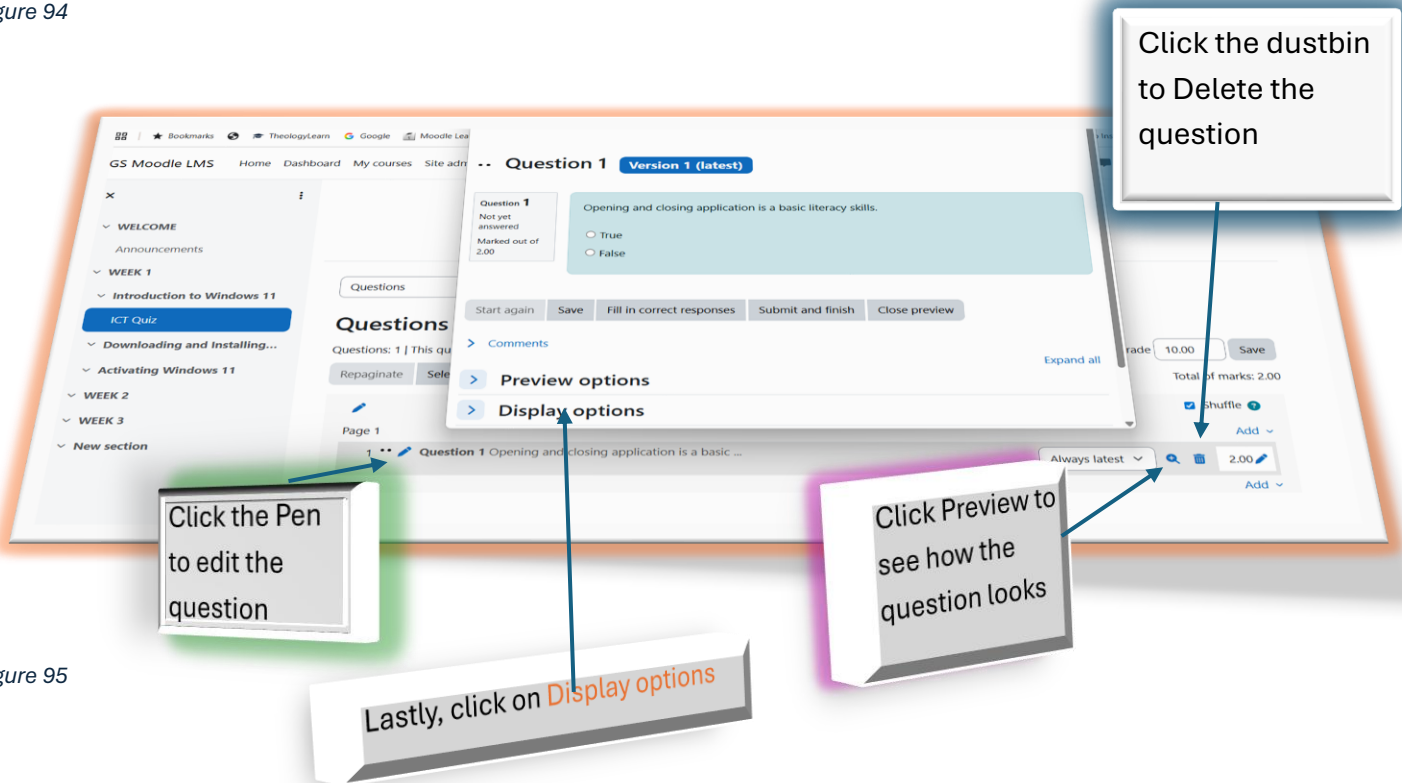 gure 94
Click the dustbin
to Delete the
question
Bookmarks TheologyLearn Google Moodle Lea
GS Moodle LMS Home Dashboard My courses Site adm
Question 1 Version 1 (latest)
Question 1
Not yet
answered
Marked out of
2.00
Opening and closing application is a basic literacy skills.
True
False
Start again Save Fill in correct responses Submit and finish Close preview
Comments
Expand all
Preview options
Display options
WELCOME
Announcements
WEEK 1
Introduction to Windows 11
ICT Quiz
Downloading and Installing...
Activating Windows 11
WEEK 2
WEEK 3
New section
Questions
Questions
Questions: 1 | This qu
rade 10.00 Save
Repaginate Sele
Total of marks: 2.00
Shuffle
Page 1
Add
1 Question 1 Opening and closing application is a basic ...
Always latest 2.00
Add
Click the Pen
to edit the
question
Click Preview to
see how the
question looks
gure 95
Lastly, click on Display options